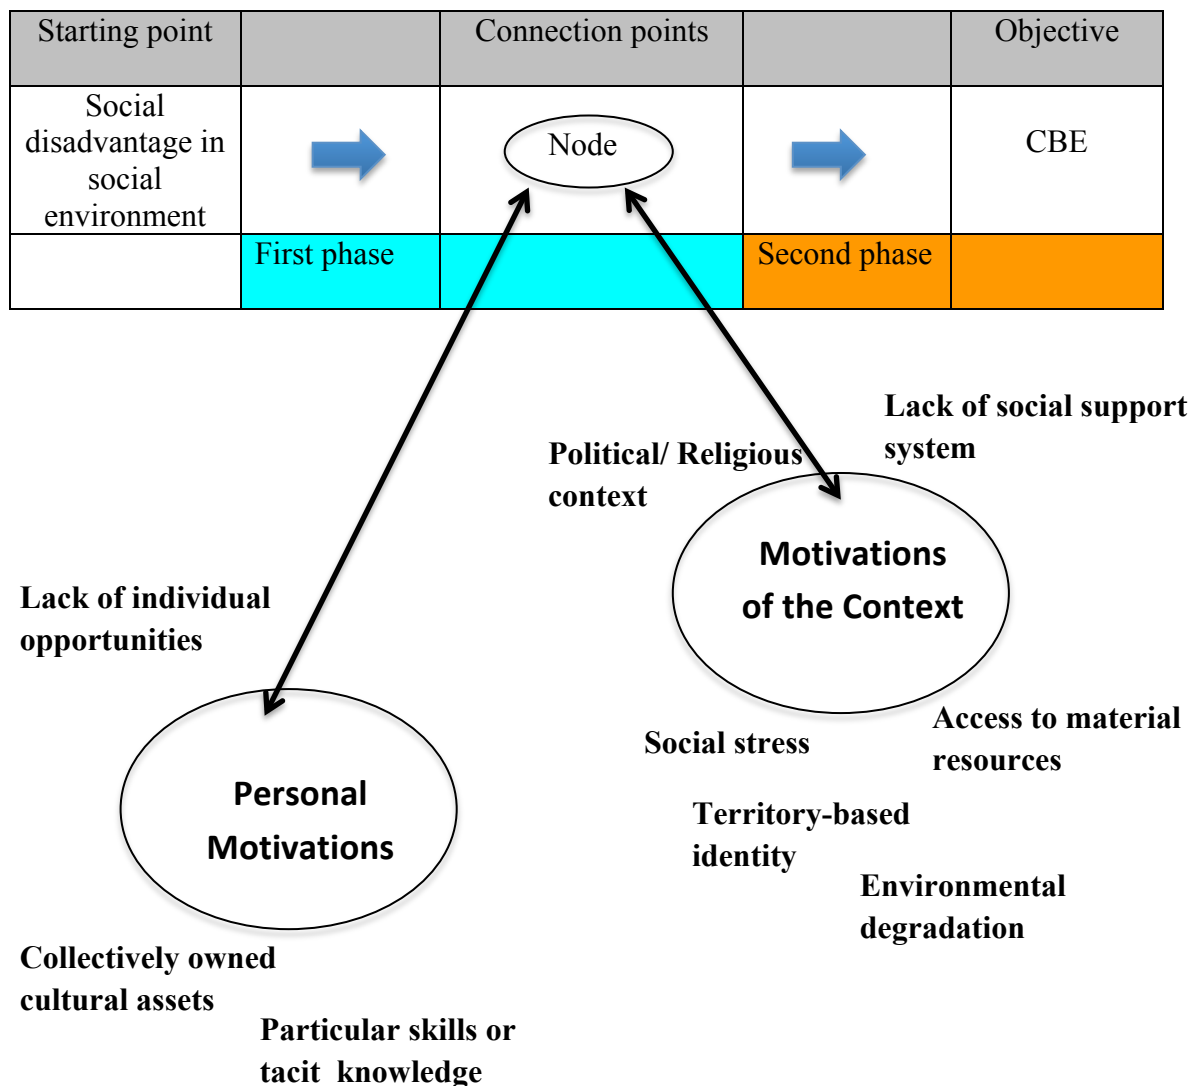 Starting point
Connection points
Objective
Social
disadvantage in
social
environment
Node
CBE
First phase
Second phase
Lack of social support
system
Political/ Religious
context
Motivations
of the Context
Lack of individual
opportunities
Access to material
resources
Social stress
Personal
Motivations
Territory-based
identity
Environmental
degradation
Collectively owned
cultural assets
Particular skills or
tacit  knowledge